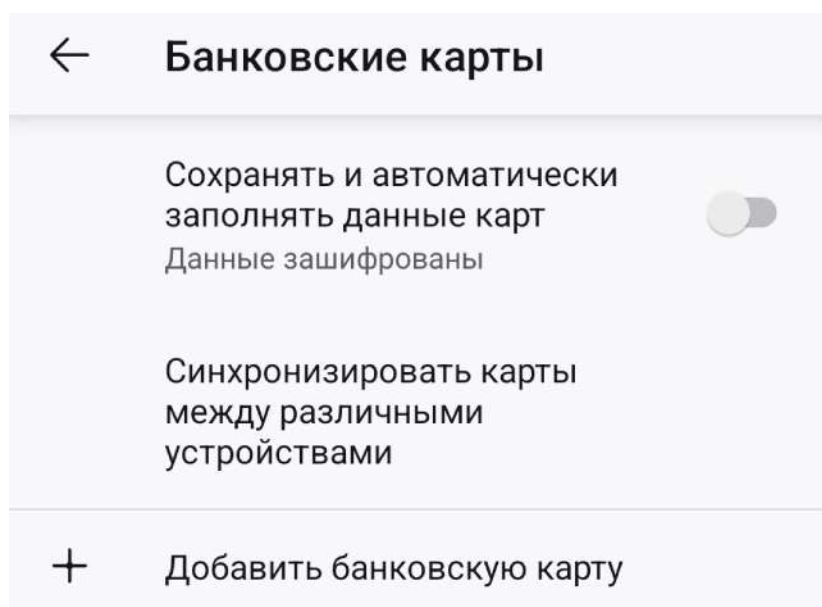 Банковские карты
Сохранять и автоматически
заполнять данные карт
Данные зашифрованы
Синхронизировать карты
между различными
устройствами
Добавить банковскую карту